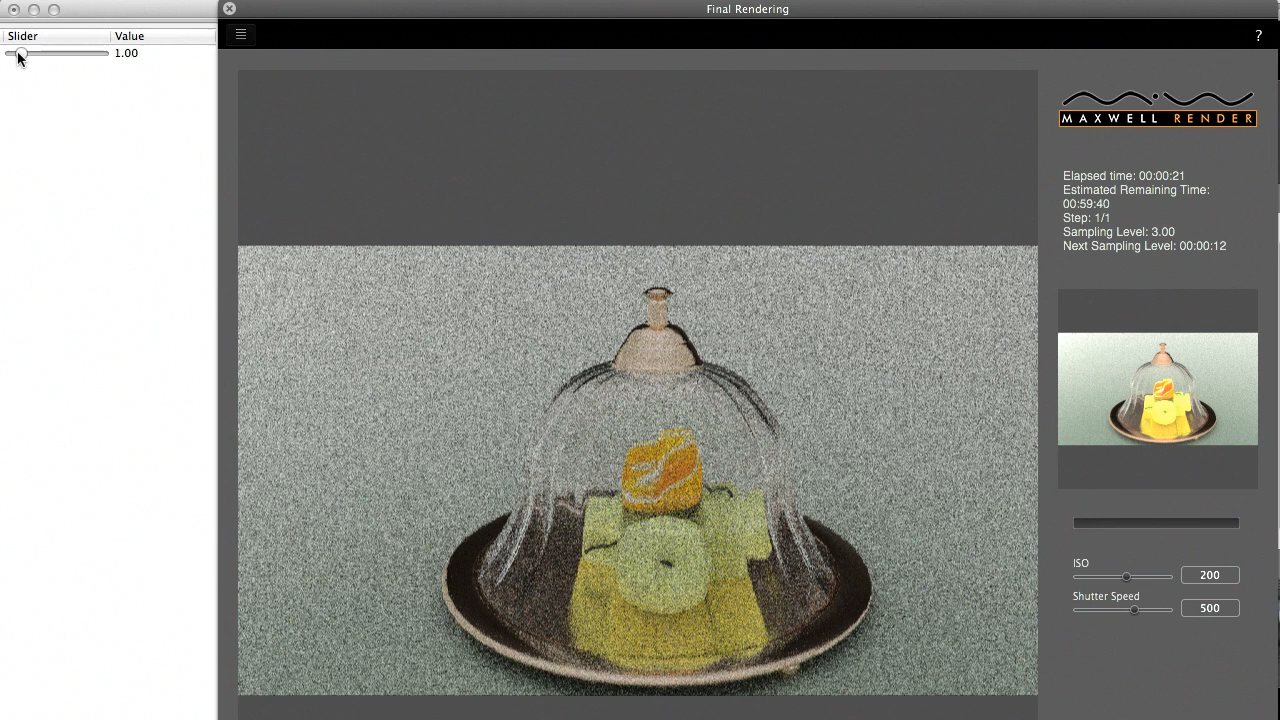 Final Rendering
Slider Value
1.00
?
MAXWELL RENDER
Elapsed time: 00:00:21
Estimated Remaining Time:
00:59:40
Step: 1/1
Sampling Level: 3.00
Next Sampling Level: 00:00:12
ISO
200
Shutter Speed
500